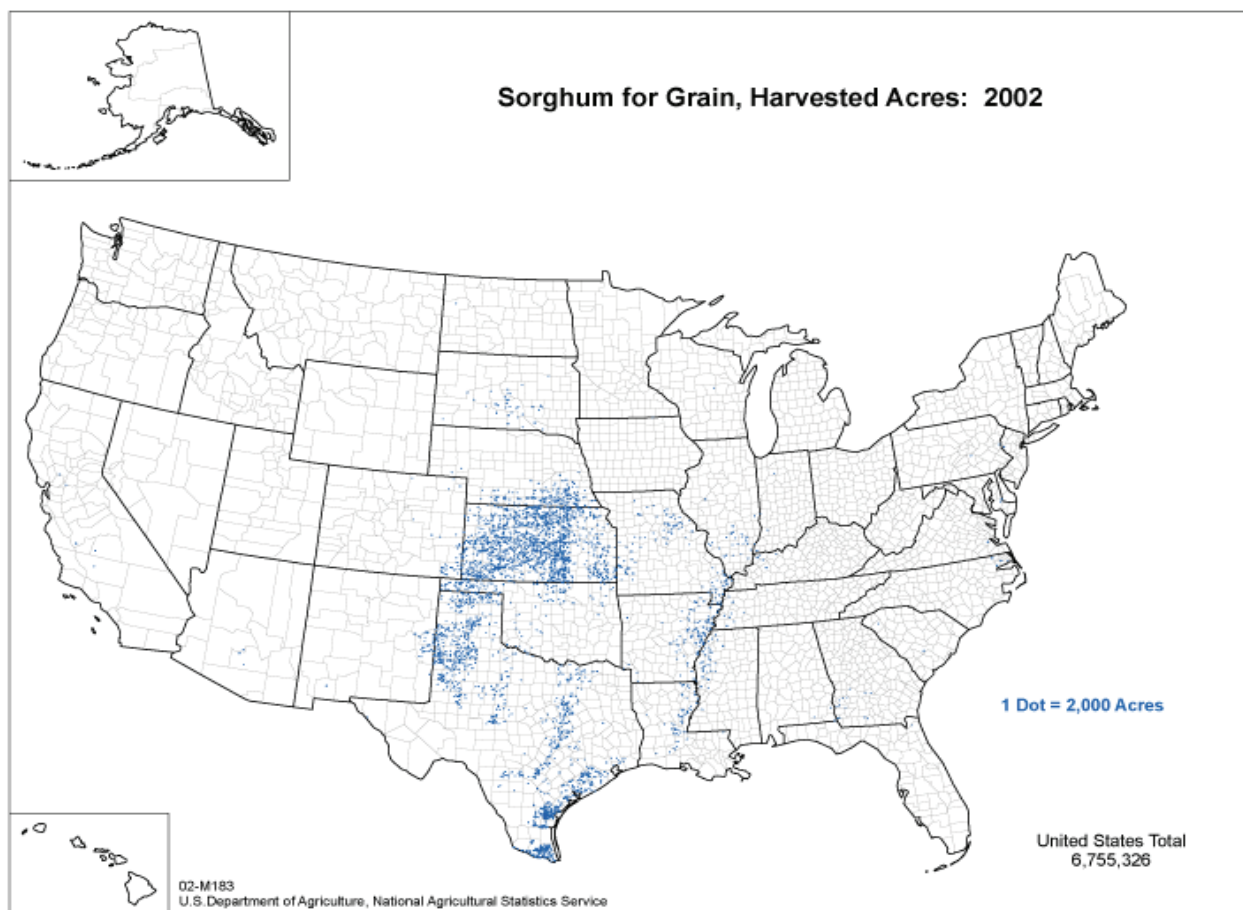 Sorghum for Grain, Harvested Acres: 2002
1 Dot = 2,000 Acres
United States Total
6,755,326
02-M183
U.S.Department of Agriculture, National Agricultural Statistics Service